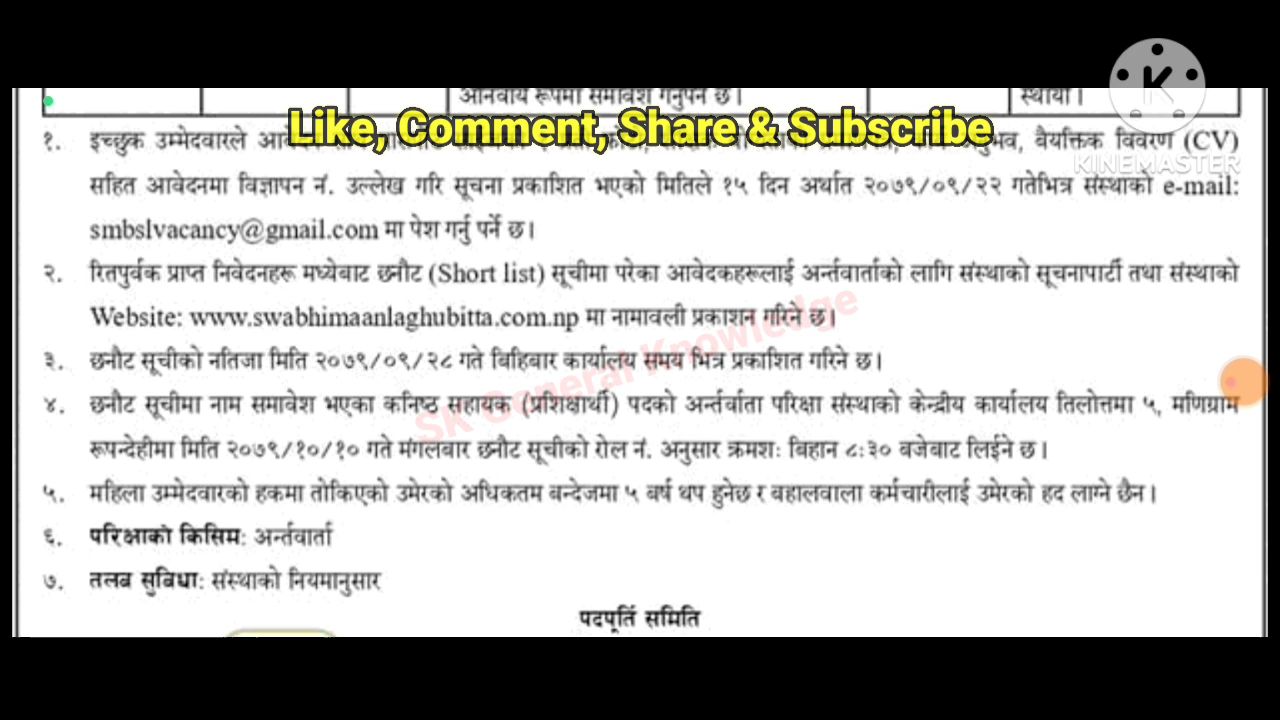 अनिवार्य रूपमा समावेश गर्नुपर्ने छ।
स्थायी।
Like, Comment, Share & Subscribe
KINEMASTER
१. इच्छुक उम्मेदवारले वैयक्तिक विवरण (CV)
सहित आवेदनमा विज्ञापन नं. उल्लेख गरि सूचना प्रकाशित भएको मितिले १५ दिन अर्थात २०७९/०९/२२ गतेभित्र संस्थाको e-mail:
smbslvacancy@gmail.com मा पेश गर्नु पर्ने छ।
२. रितपुर्वक प्राप्त निवेदनहरू मध्येबाट छनौट (Short list) सूचीमा परेका आवेदकहरूलाई अर्न्तवार्ताको लागि संस्थाको सूचनापार्टी तथा संस्थाको
Website: www.swabhimaanlaghubitta.com.np मा नामावली प्रकाशन गरिने छ।
३. छनौट सूचीको नतिजा मिति २०७९/०९/२८ गते बिहिबार कार्यालय समय भित्र प्रकाशित गरिने छ।
SK General Knowledge
४. छनौट सूचीमा नाम समावेश भएका कनिष्ठ सहायक (प्रशिक्षार्थी) पदको अर्न्तर्वाता परिक्षा संस्थाको केन्द्रीय कार्यालय तिलोत्तमा ५, मणिग्राम
रूपन्देहीमा मिति २०७९/१०/१० गते मंगलबार छनौट सूचीको रोल नं. अनुसार क्रमशः बिहान ८:३० बजेबाट लिईने छ।
५. महिला उम्मेदवारको हकमा तोकिएको उमेरको अधिकतम बन्देजमा ५ बर्ष थप हुनेछ र बहालवाला कर्मचारीलाई उमेरको हद लाग्ने छैन।
६. परिक्षाको किसिम: अर्न्तवार्ता
७. तलब सुबिधा: संस्थाको नियमानुसार
पदपूर्ति समिति